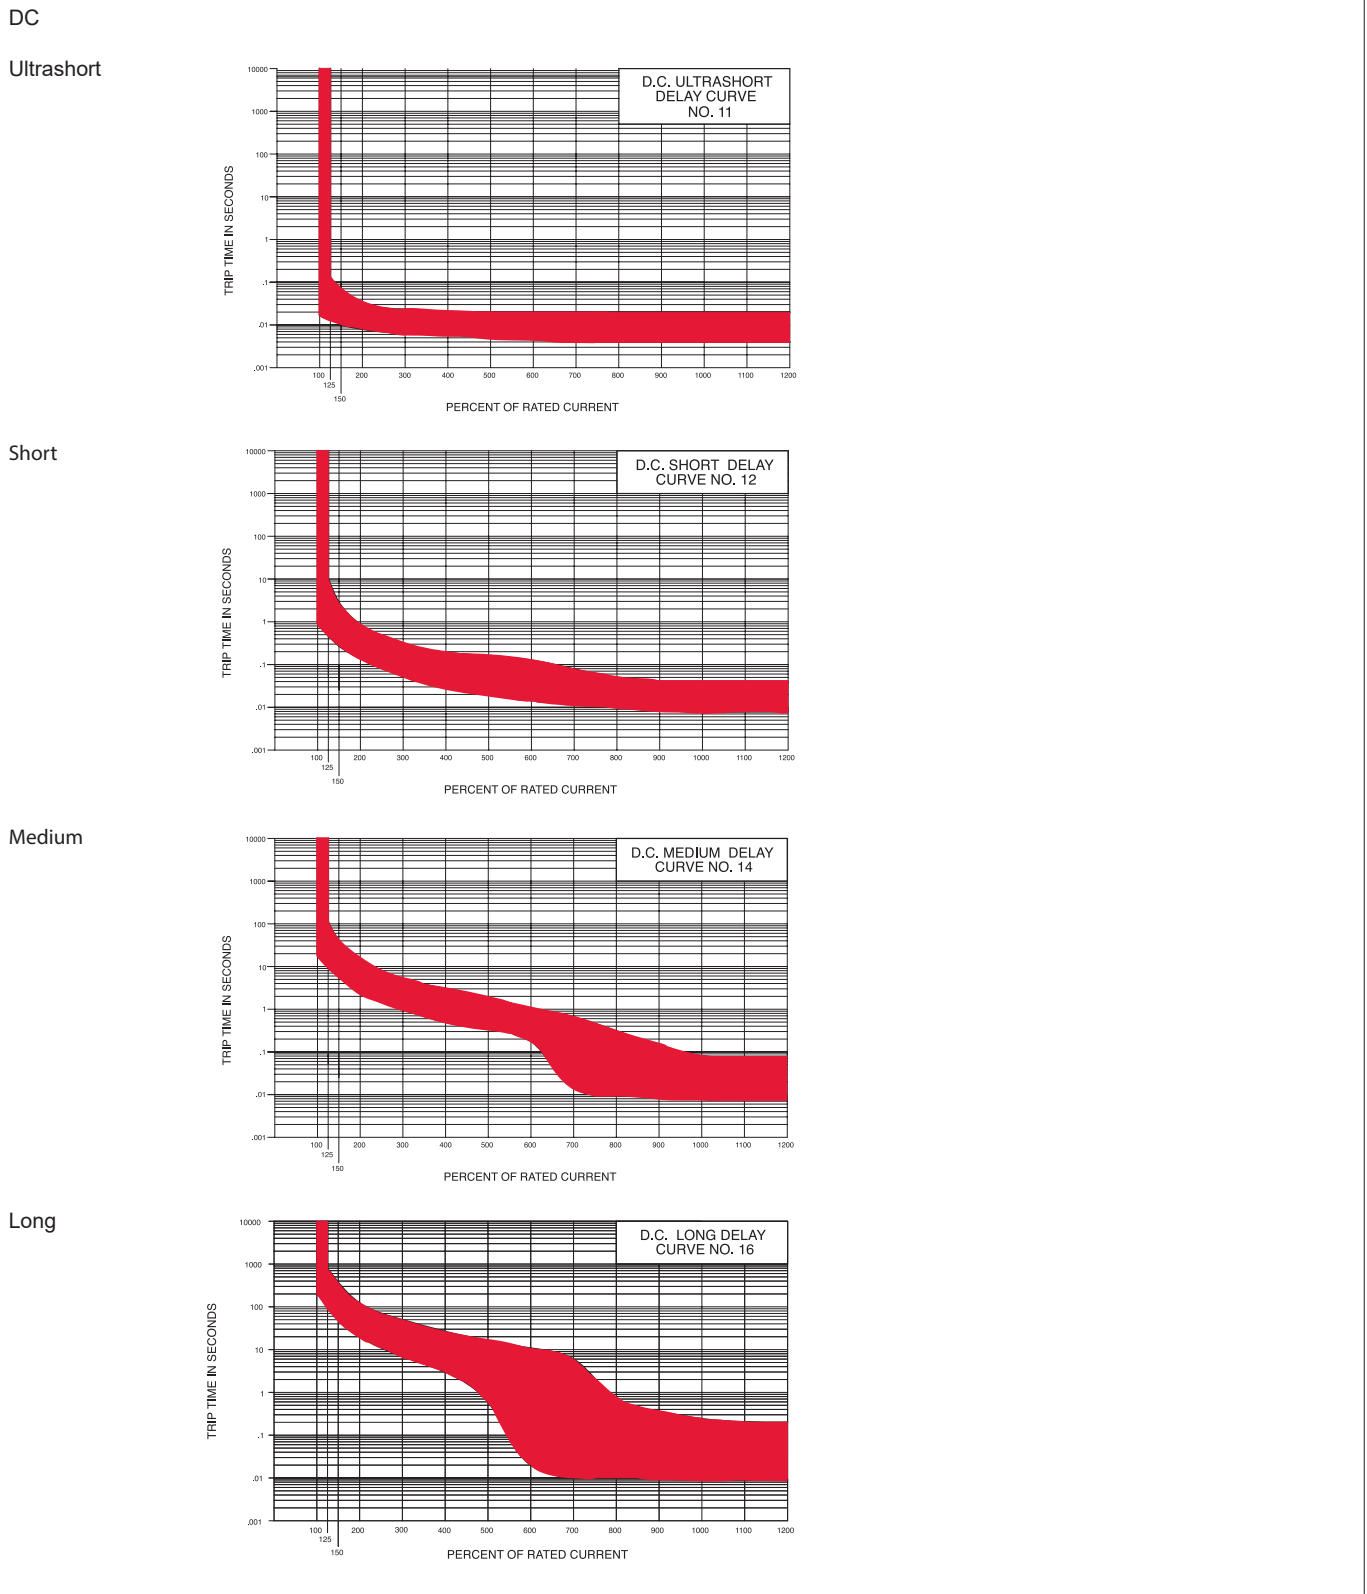 DC
Ultrashort
D.C. ULTRASHORT
DELAY CURVE
NO. 11
TRIP TIME IN SECONDS
10000
1000
100
10
1
.1
.01
.001
100 200 300 400 500 600 700 800 900 1000 1100 1200
125
150
PERCENT OF RATED CURRENT
Short
D.C. SHORT DELAY
CURVE NO. 12
TRIP TIME IN SECONDS
10000
1000
100
10
1
.1
.01
.001
100 200 300 400 500 600 700 800 900 1000 1100 1200
125
150
PERCENT OF RATED CURRENT
Medium
D.C. MEDIUM DELAY
CURVE NO. 14
TRIP TIME IN SECONDS
10000
1000
100
10
1
.1
.01
.001
100 200 300 400 500 600 700 800 900 1000 1100 1200
125
150
PERCENT OF RATED CURRENT
Long
D.C. LONG DELAY
CURVE NO. 16
TRIP TIME IN SECONDS
10000
1000
100
10
1
.1
.01
.001
100 200 300 400 500 600 700 800 900 1000 1100 1200
125
150
PERCENT OF RATED CURRENT